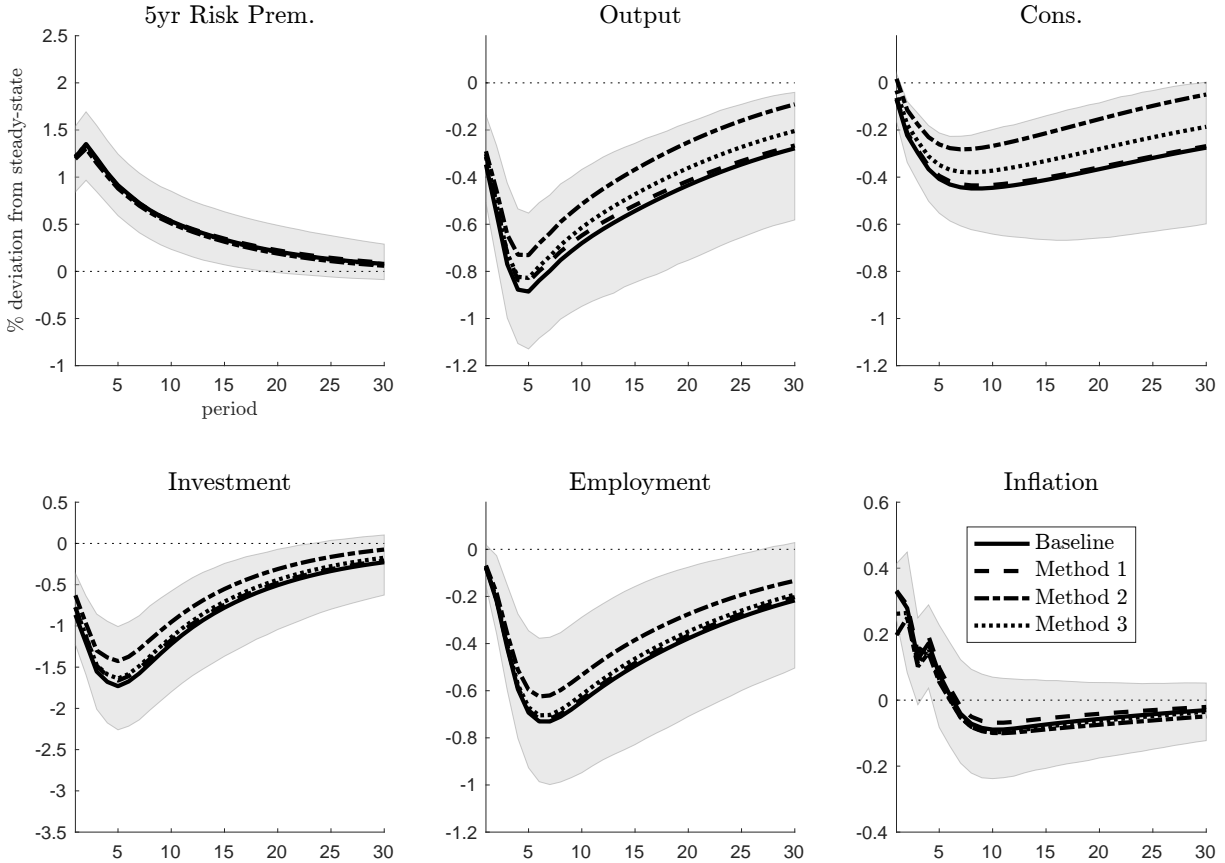 5yr Risk Prem.
Output
Cons.
% deviation from steady-state
2.5
2
1.5
1
0.5
0
-0.5
-1
5 10 15 20 25 30
period
0
-0.2
-0.4
-0.6
-0.8
-1
-1.2
5 10 15 20 25 30
0
-0.2
-0.4
-0.6
-0.8
-1
-1.2
5 10 15 20 25 30
Investment
Employment
Inflation
0.5
0
-0.5
-1
-1.5
-2
-2.5
-3
-3.5
5 10 15 20 25 30
0
-0.2
-0.4
-0.6
-0.8
-1
-1.2
5 10 15 20 25 30
0.6
0.4
0.2
0
-0.2
-0.4
5 10 15 20 25 30
Baseline
Method 1
Method 2
Method 3